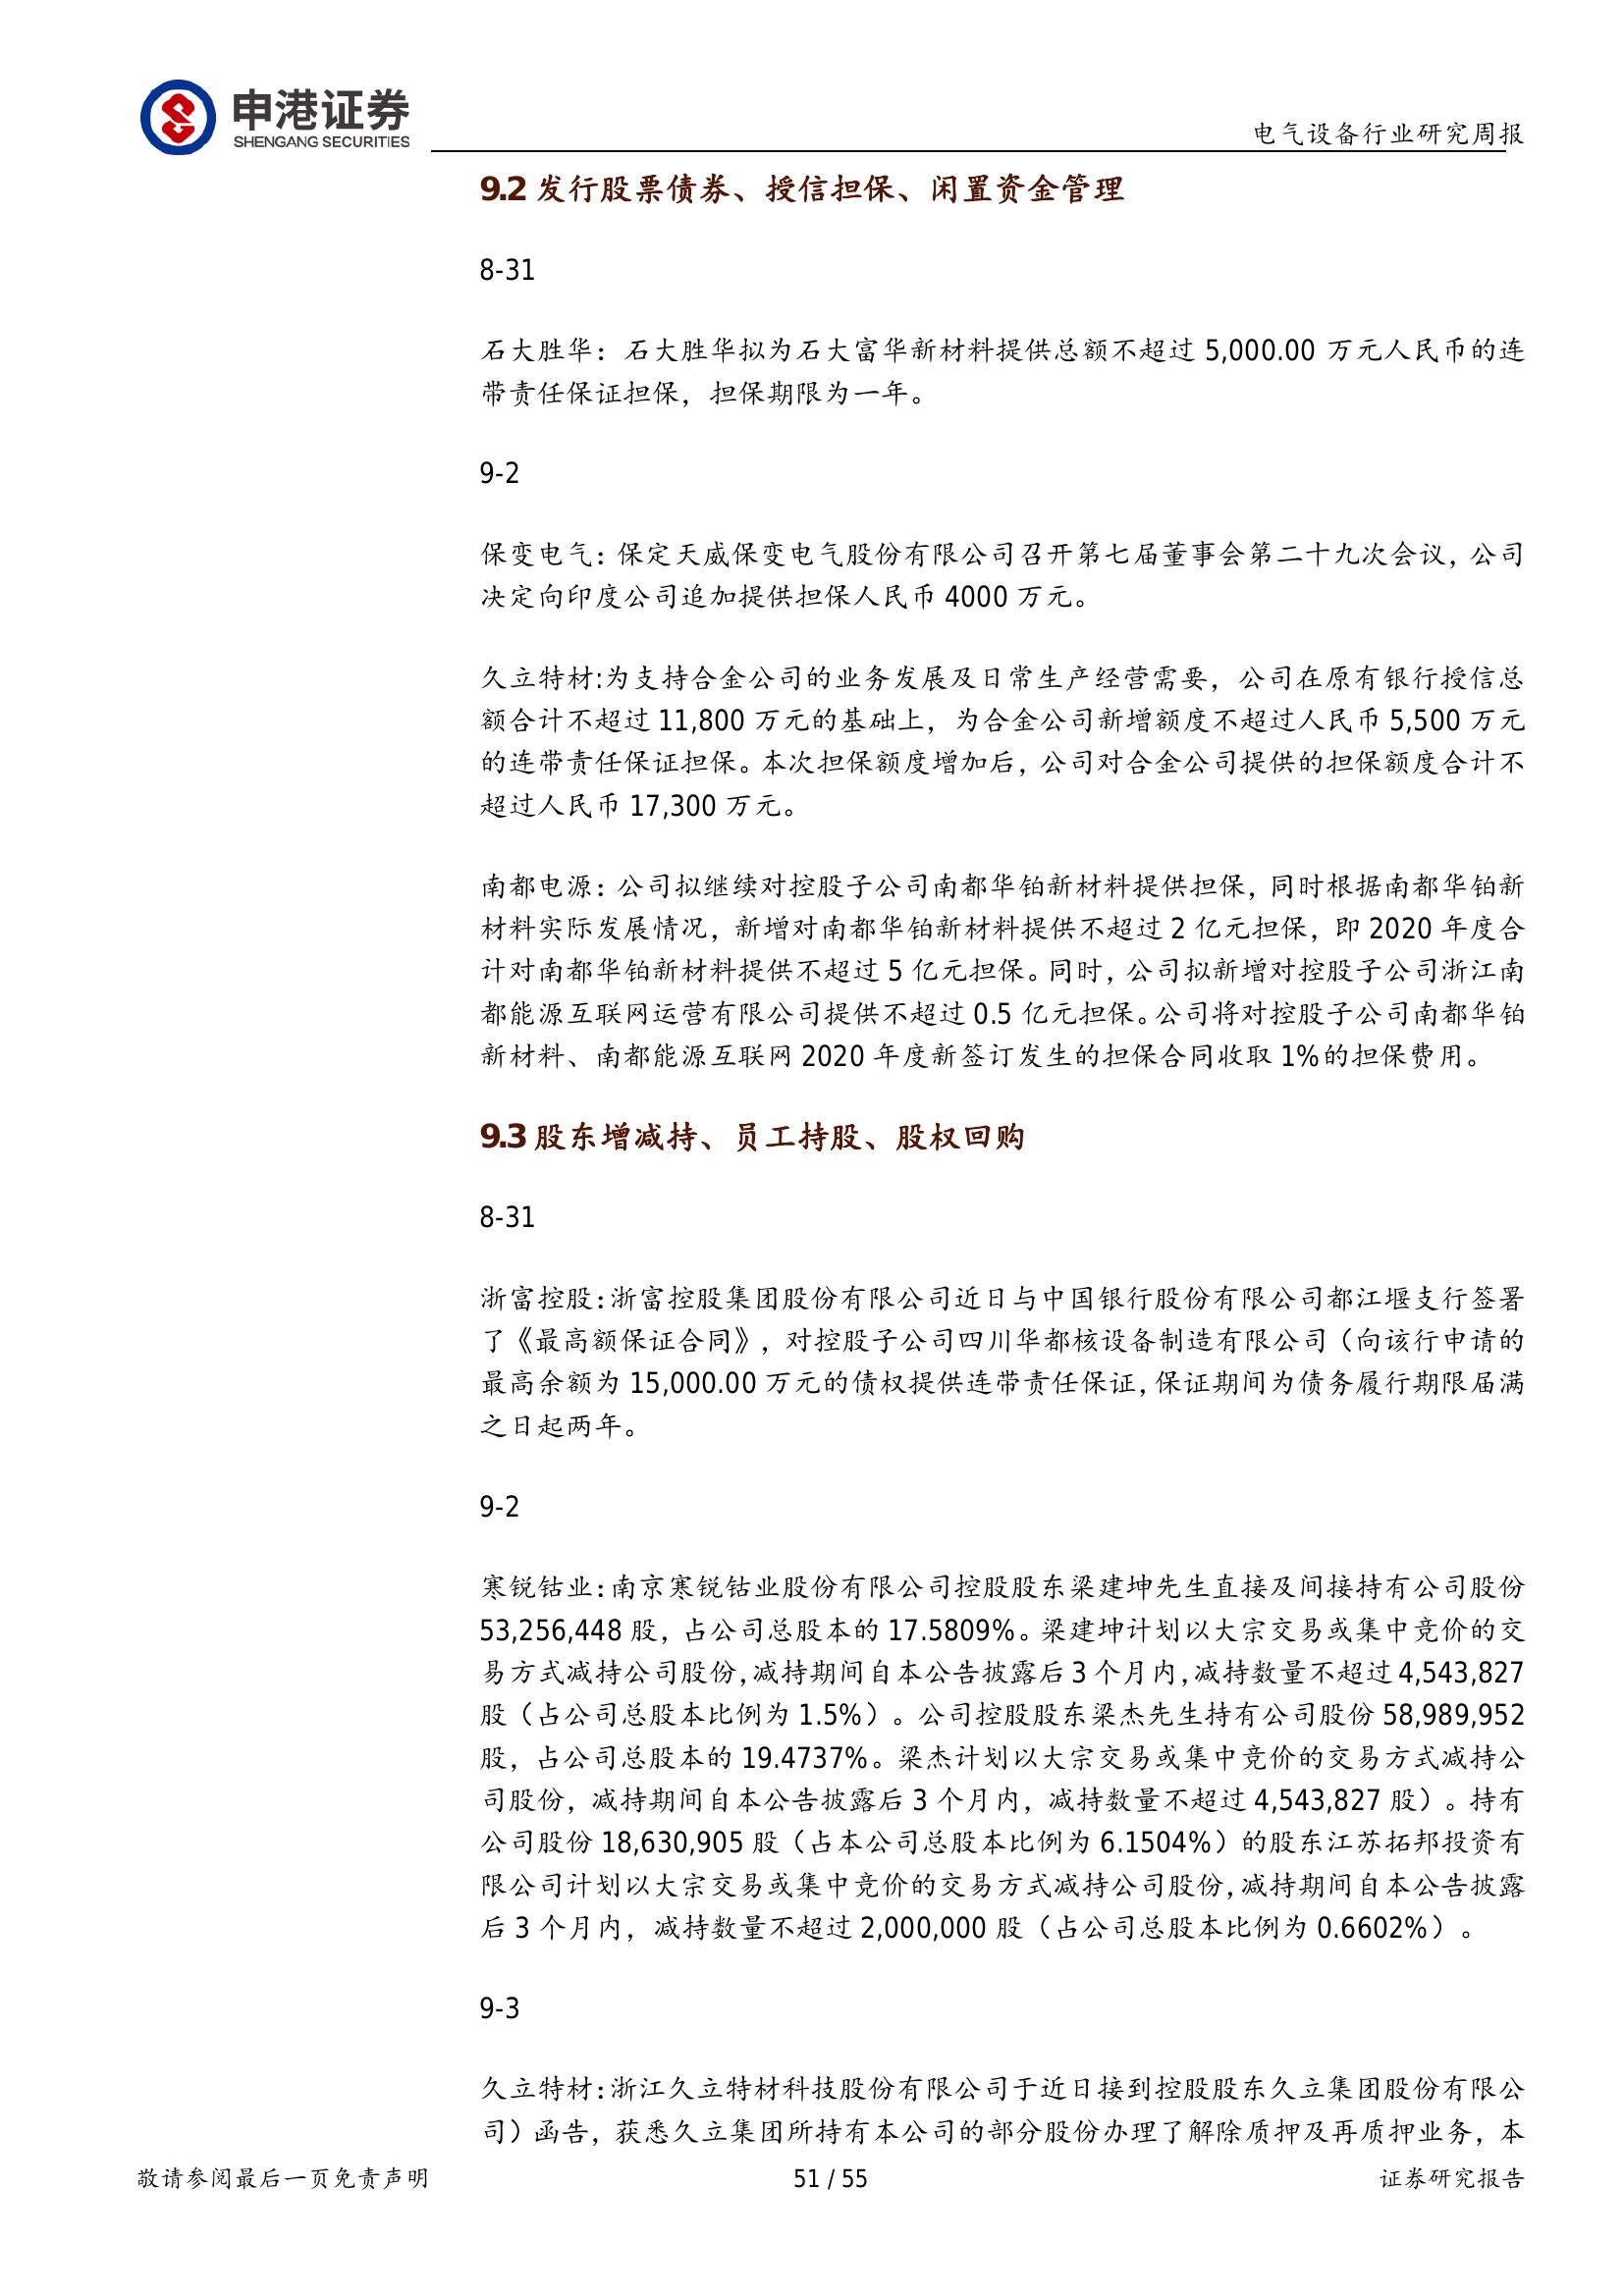 申港证券
SHENGANG SECURITIES
电气设备行业研究周报
9.2 发行股票债券、授信担保、闲置资金管理
8-31
石大胜华：石大胜华拟为石大富华新材料提供总额不超过 5,000.00 万元人民币的连
带责任保证担保，担保期限为一年。
9-2
保变电气：保定天威保变电气股份有限公司召开第七届董事会第二十九次会议，公司
决定向印度公司追加提供担保人民币 4000 万元。
久立特材:为支持合金公司的业务发展及日常生产经营需要，公司在原有银行授信总
额合计不超过 11,800 万元的基础上，为合金公司新增额度不超过人民币 5,500 万元
的连带责任保证担保。本次担保额度增加后，公司对合金公司提供的担保额度合计不
超过人民币 17,300 万元。
南都电源：公司拟继续对控股子公司南都华铂新材料提供担保，同时根据南都华铂新
材料实际发展情况，新增对南都华铂新材料提供不超过 2 亿元担保，即 2020 年度合
计对南都华铂新材料提供不超过 5 亿元担保。同时，公司拟新增对控股子公司浙江南
都能源互联网运营有限公司提供不超过 0.5 亿元担保。公司将对控股子公司南都华铂
新材料、南都能源互联网 2020 年度新签订发生的担保合同收取 1%的担保费用。
9.3 股东增减持、员工持股、股权回购
8-31
浙富控股：浙富控股集团股份有限公司近日与中国银行股份有限公司都江堰支行签署
了《最高额保证合同》，对控股子公司四川华都核设备制造有限公司（向该行申请的
最高余额为 15,000.00 万元的债权提供连带责任保证，保证期间为债务履行期限届满
之日起两年。
9-2
寒锐钴业：南京寒锐钴业股份有限公司控股股东梁建坤先生直接及间接持有公司股份
53,256,448 股，占公司总股本的 17.5809%。梁建坤计划以大宗交易或集中竞价的交
易方式减持公司股份，减持期间自本公告披露后 3 个月内，减持数量不超过 4,543,827
股（占公司总股本比例为 1.5%）。公司控股股东梁杰先生持有公司股份 58,989,952
股，占公司总股本的 19.4737%。梁杰计划以大宗交易或集中竞价的交易方式减持公
司股份，减持期间自本公告披露后 3 个月内，减持数量不超过 4,543,827 股）。持有
公司股份 18,630,905 股（占本公司总股本比例为 6.1504%）的股东江苏拓邦投资有
限公司计划以大宗交易或集中竞价的交易方式减持公司股份，减持期间自本公告披露
后 3 个月内，减持数量不超过 2,000,000 股（占公司总股本比例为 0.6602%）。
9-3
久立特材：浙江久立特材科技股份有限公司于近日接到控股股东久立集团股份有限公
司）函告，获悉久立集团所持有本公司的部分股份办理了解除质押及再质押业务，本
敬请参阅最后一页免责声明
51 / 55
证券研究报告